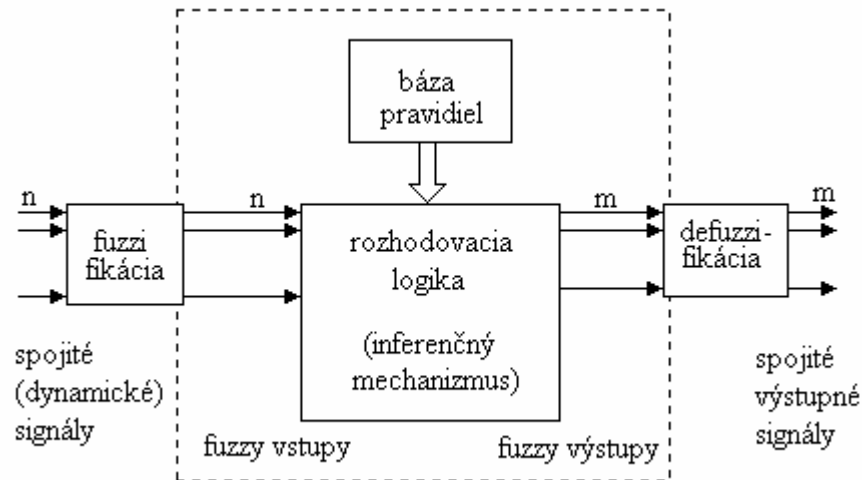 báza
pravidiel
n
n
m
m
fuzzi
fikácia
rozhodovacia
logika
(inferenčný
mechanizmus)
defuzzi-
fikácia
spojité
(dynamické)
signály
fuzzy vstupy
fuzzy výstupy
spojité
výstupné
signály